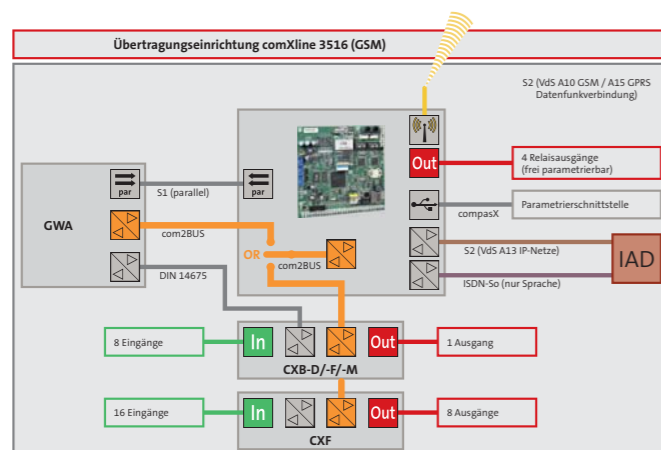 Übertragungseinrichtung comXline 3516 (GSM)
S2 (VdS A10 GSM / A15 GPRS
Datenfunkverbindung)
Out
4 Relaisausgänge
(frei parametrierbar)
par
S1 (parallel)
par
compasX
Parametrierschnittstelle
GWA
com2BUS
OR
com2BUS
S2 (VdS A13 IP-Netze)
IAD
DIN 14675
ISDN-So (nur Sprache)
8 Eingänge
In
Out
1 Ausgang
CXB-D/-F/-M
16 Eingänge
In
Out
8 Ausgänge
CXF